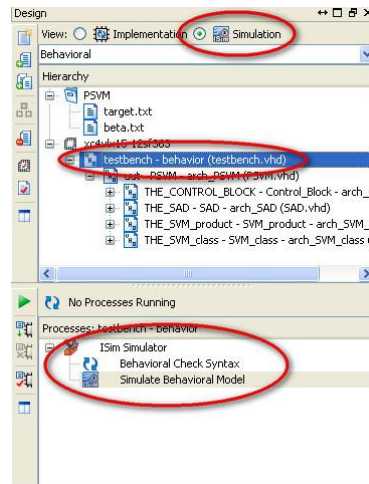 Design
View: Implementation Simulation
Behavioral
Hierarchy
PSVM
target.txt
beta.txt
testbench - behavior (testbench.vhd)
uut - PSVM - arch_PSVM (PSVM.vhd)
THE_CONTROL_BLOCK - Control_Block - arch_
THE_SAD - SAD - arch_SAD (SAD.vhd)
THE_SVM_product - SVM_product - arch_SVM_
THE_SVM_class - SVM_class - arch_SVM_class
No Processes Running
Processes: testbench - behavior
ISim Simulator
Behavioral Check Syntax
Simulate Behavioral Model